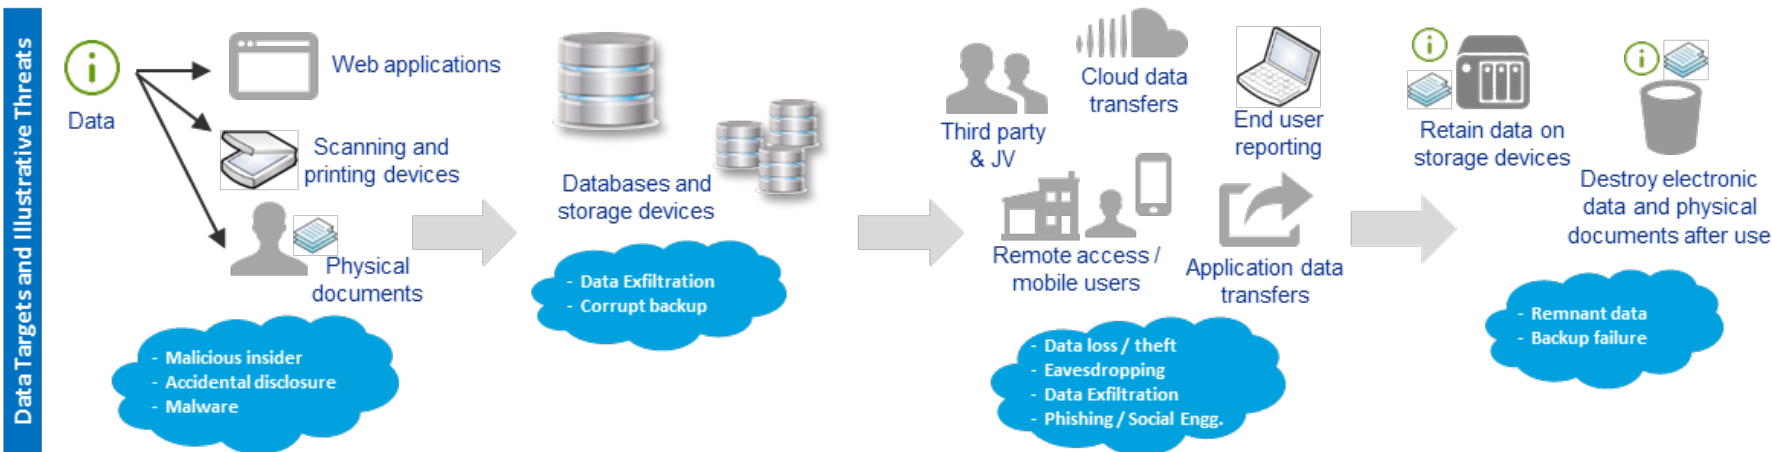 Data Targets and Illustrative Threats
Data
Web applications
Scanning and
printing devices
Physical
documents
- Malicious insider
- Accidental disclosure
- Malware
Databases and
storage devices
- Data Exfiltration
- Corrupt backup
Third party
& JV
Cloud data
transfers
End user
reporting
Remote access /
mobile users
Application data
transfers
- Data loss / theft
- Eavesdropping
- Data Exfiltration
- Phishing / Social Engg.
Retain data on
storage devices
Destroy electronic
data and physical
documents after use
- Remnant data
- Backup failure